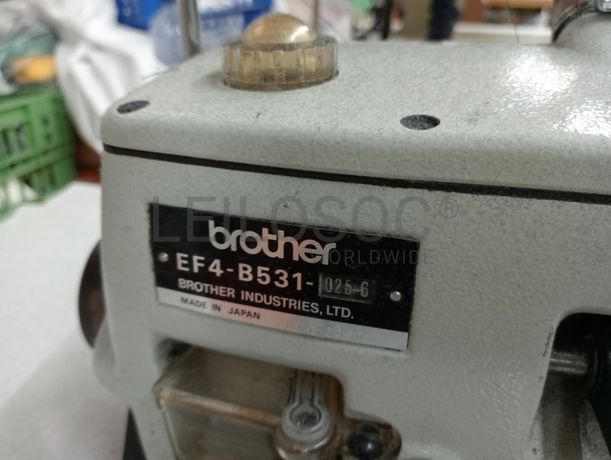 LEILOSOC®
WORLDWIDE
brother
EF4-B531-025-6
BROTHER INDUSTRIES, LTD.
MADE IN JAPAN